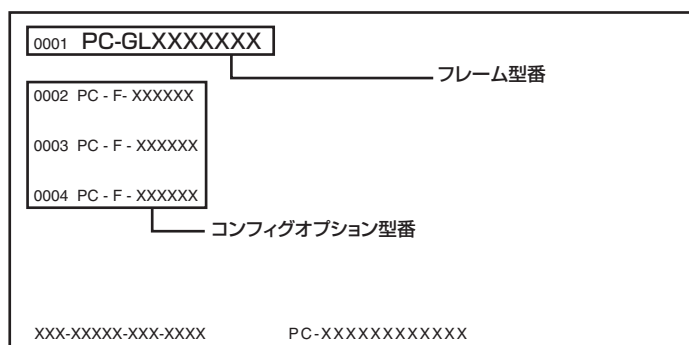 0001 PC-GLXXXXXXX
フレーム型番
0002 PC - F- XXXXXX
0003 PC - F - XXXXXX
0004 PC - F - XXXXXX
コンフィグオプション型番
XXX-XXXXX-XXX-XXXX PC-XXXXXXXXXXXX